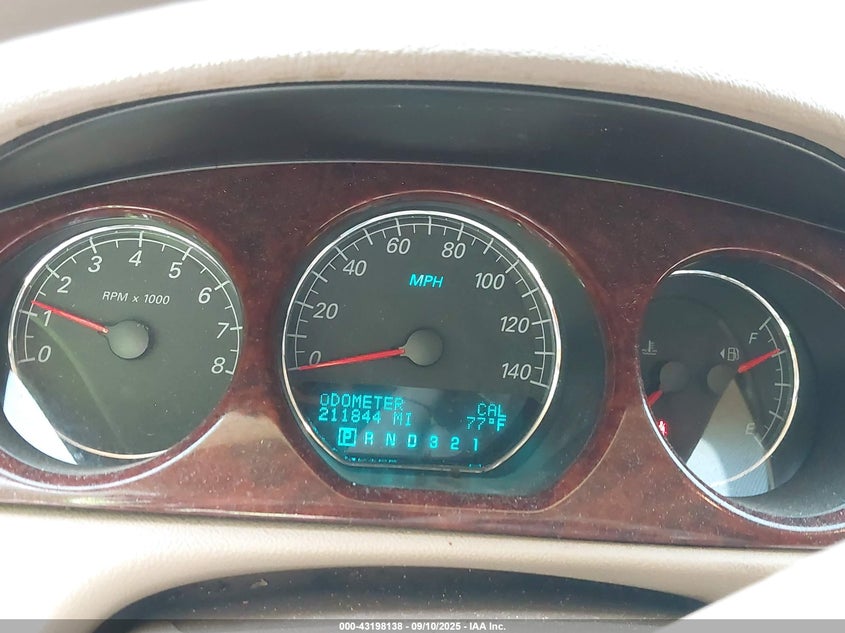 0 1 2 3 4 5 6 7 8
RPM x 1000
0 20 40 60 80 100 120 140
MPH
ODOMETER CAL
211844 MI 77°F
P R N D 3 2 1
F
E
000-43198138 - 09/10/2025 - IAA Inc.